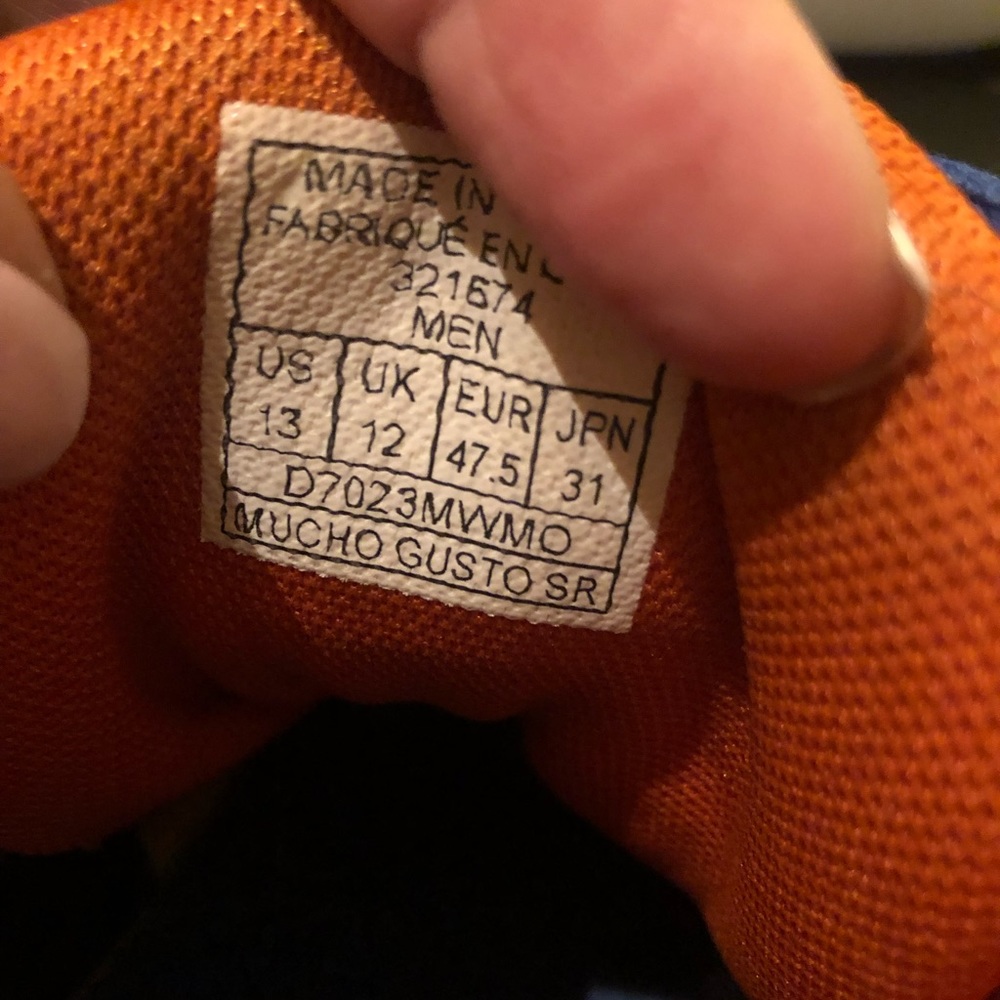 MADE IN
FABRIQUÉ EN
321674
MEN
US UK EUR JPN
13 12 47.5 31
D7023MWMO
MUCHO GUSTO SR